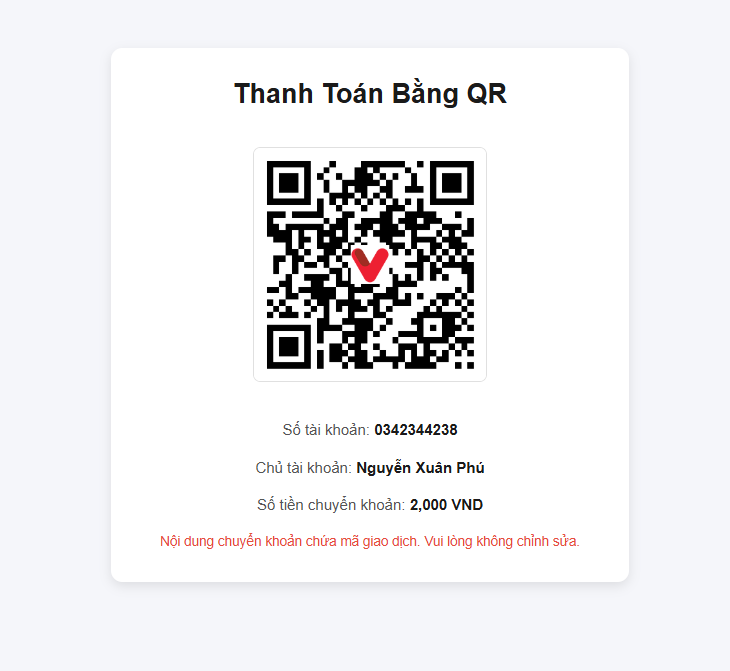 Thanh Toán Bằng QR
Số tài khoản: 0342344238
Chủ tài khoản: Nguyễn Xuân Phú
Số tiền chuyển khoản: 2,000 VND
Nội dung chuyển khoản chứa mã giao dịch. Vui lòng không chỉnh sửa.